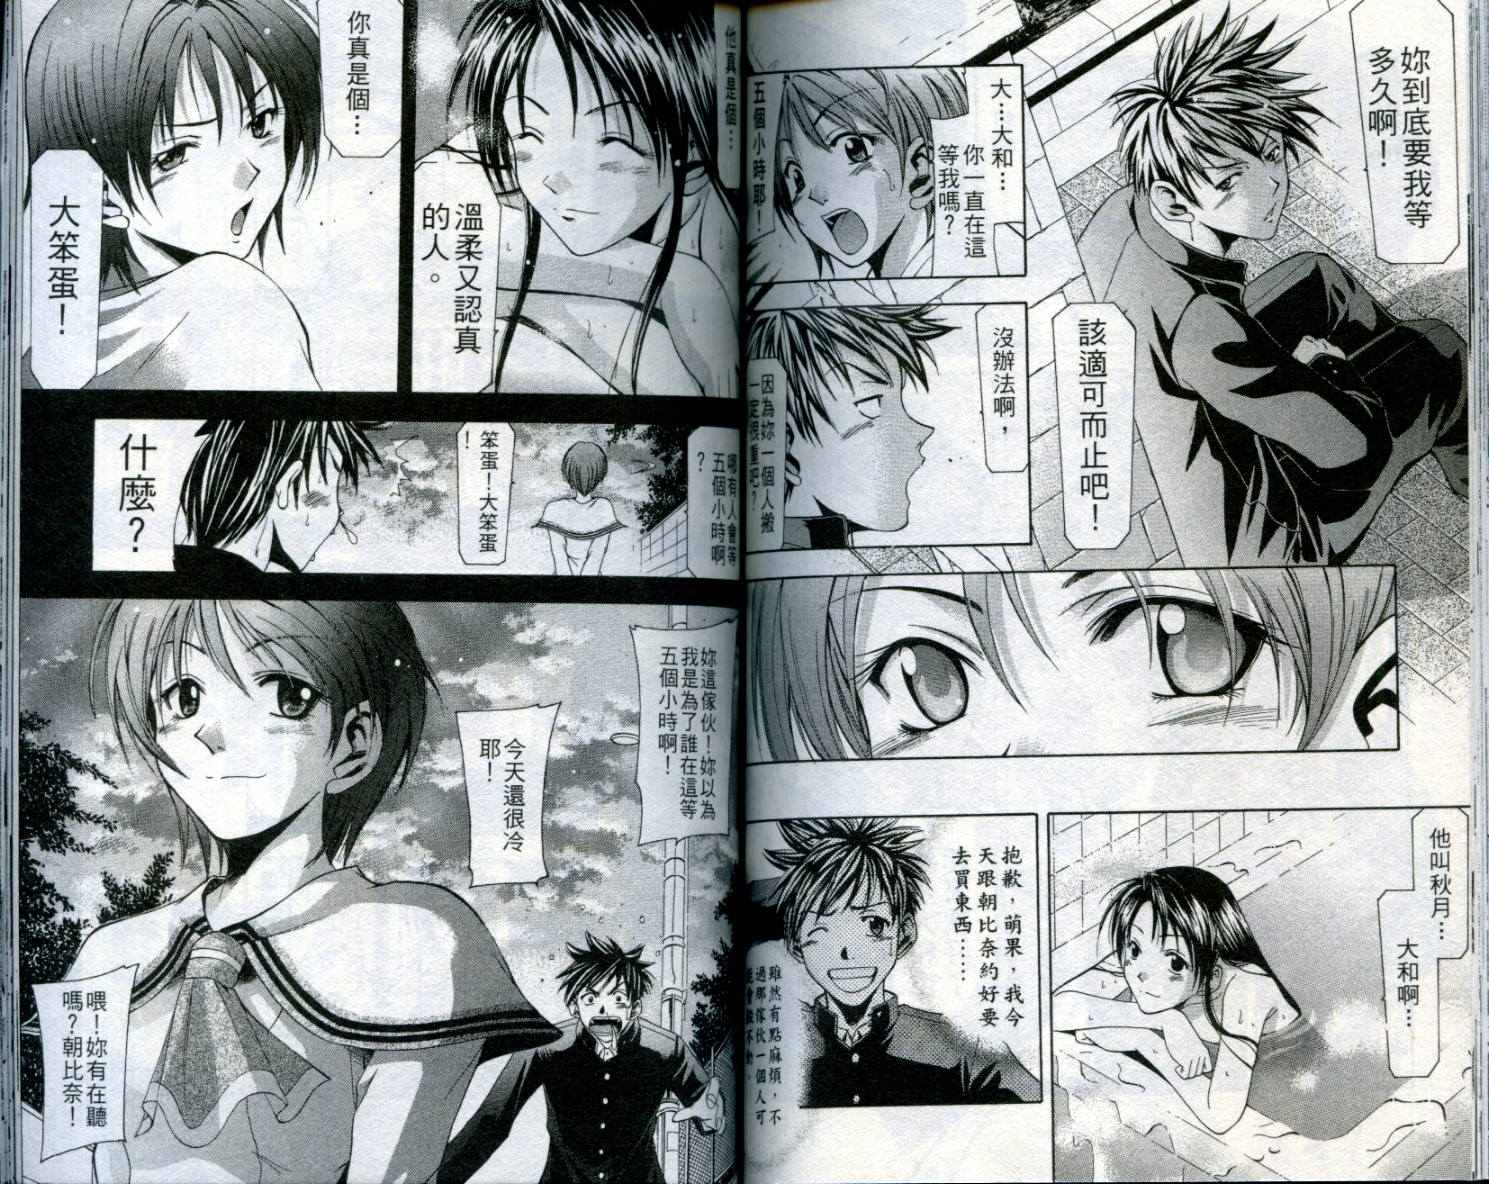 妳到底要我等
多久啊！
該適可而止吧！
大…大和…
你一直在這
等我嗎？
五個小時耶！
沒辦法啊，
因為妳一個人搬
一定很重吧？
他叫秋月…
大和啊…
抱歉，萌果，我今
天跟朝比奈約好要
去買東西……
雖然有點麻煩，不
過那傢伙一個人可
他真是個…
溫柔又認真
的人。
你真是個…
大笨蛋！
哪有人會等
五個小時啊
？
笨蛋！大笨蛋
！
什麼？
妳這傢伙！妳以為
我是為了誰在這等
五個小時啊！
今天還很冷
耶！
喂！妳有在聽
嗎？朝比奈！